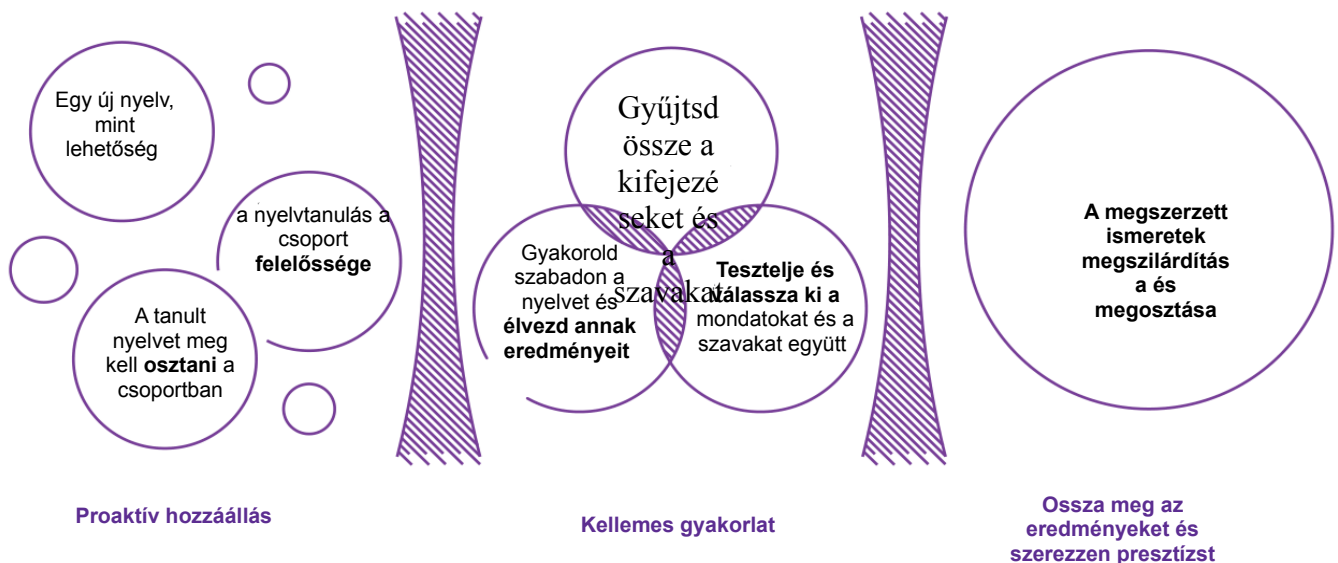 Egy új nyelv,
mint
lehetőség
a nyelvtanulás a
csoport
felelőssége
A tanult
nyelvet meg
kell osztani a
csoportban
Proaktív hozzáállás
Gyűjtsd
össze a
kifejezé
seket és
a
szavakat
Gyakorold
szabadon a
nyelvet és
élvezd annak
eredményeit
Tesztelje és
válassza ki a
mondatokat és a
szavakat együtt
Kellemes gyakorlat
A megszerzett
ismeretek
megszilárdítás
a és
megosztása
Ossza meg az
eredményeket és
szerezzen presztízst